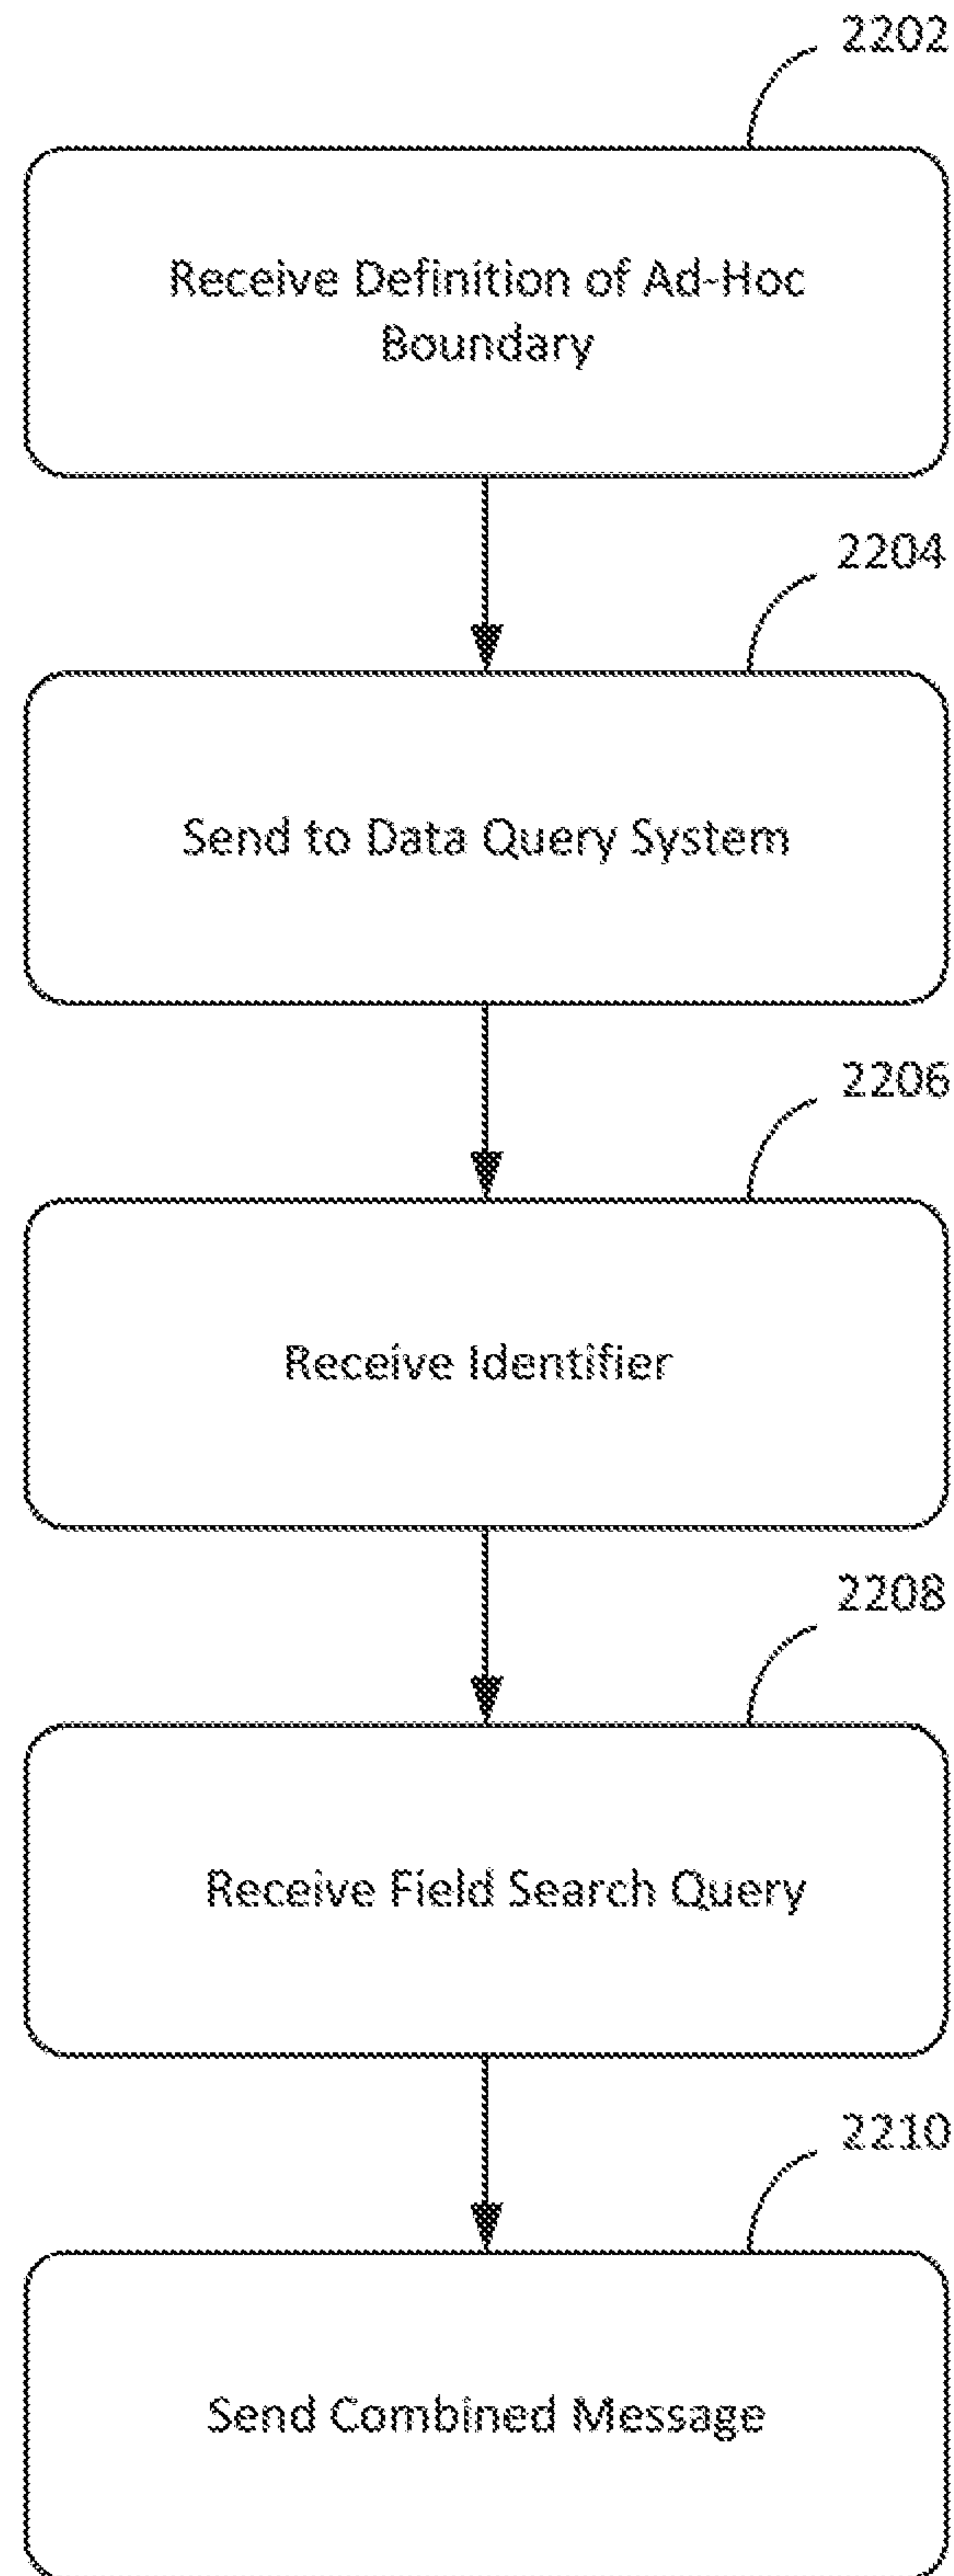 2202
Receive Definition of Ad-Hoc
Boundary
2204
Send to Data Query System
2206
Receive Identifier
2208
Receive Field Search Query
2210
Send Combined Message